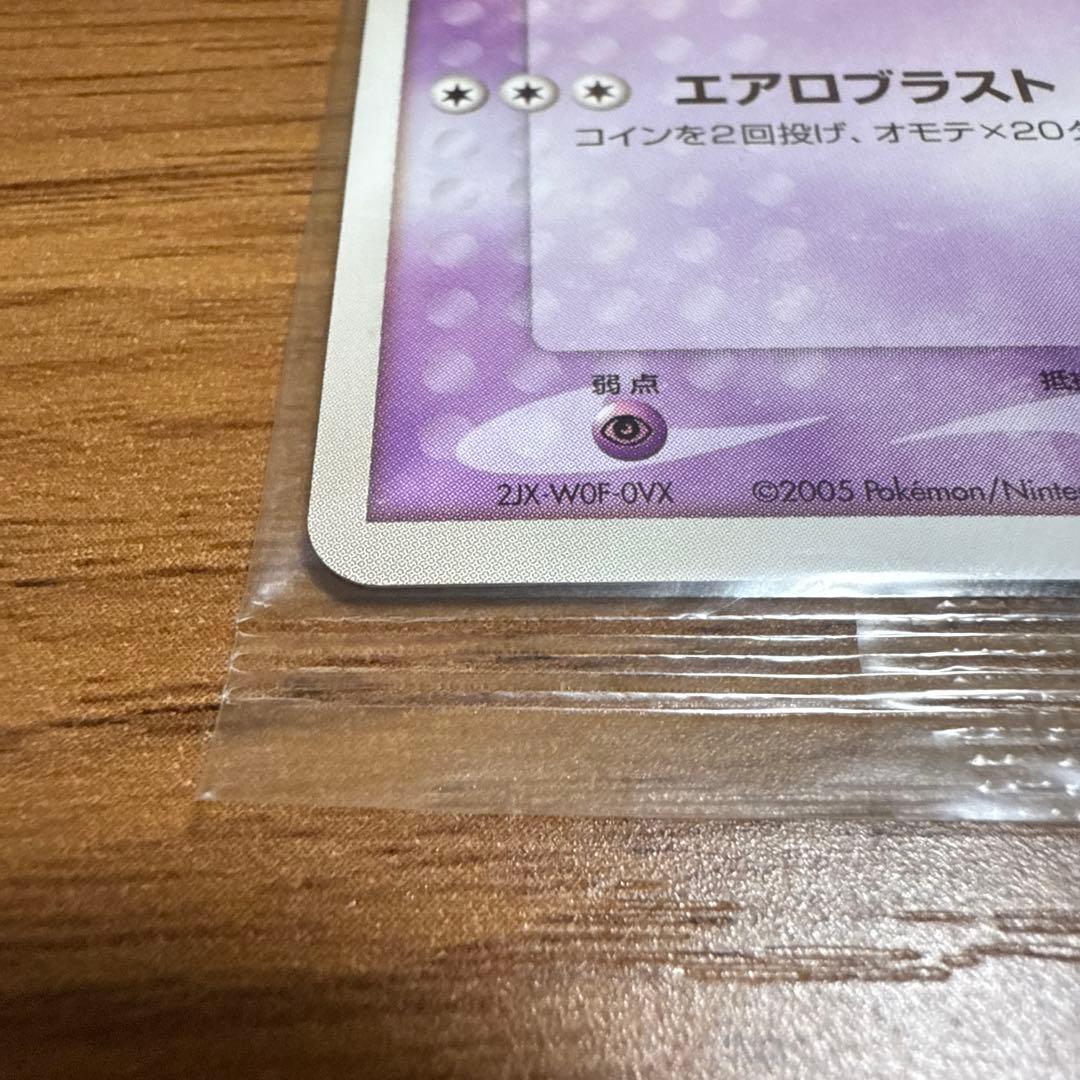 エアロブラスト
コインを2回投げ、オモテ×20
弱点
抵
2JX-W0F-0VX
©2005 Pokémon/Ninte